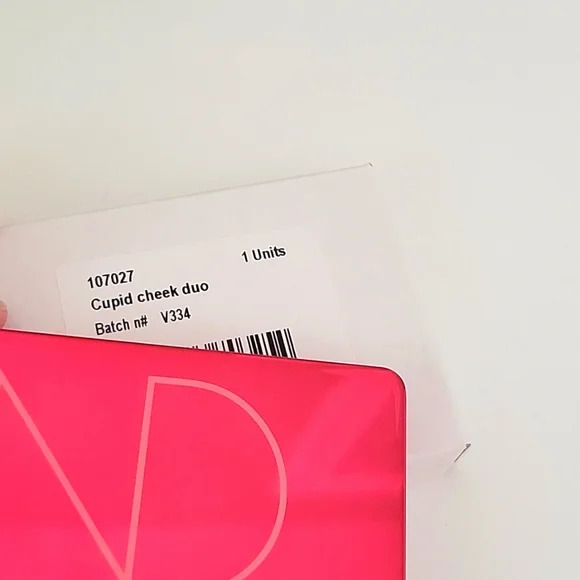 107027
1 Units
Cupid cheek duo
Batch n# V334